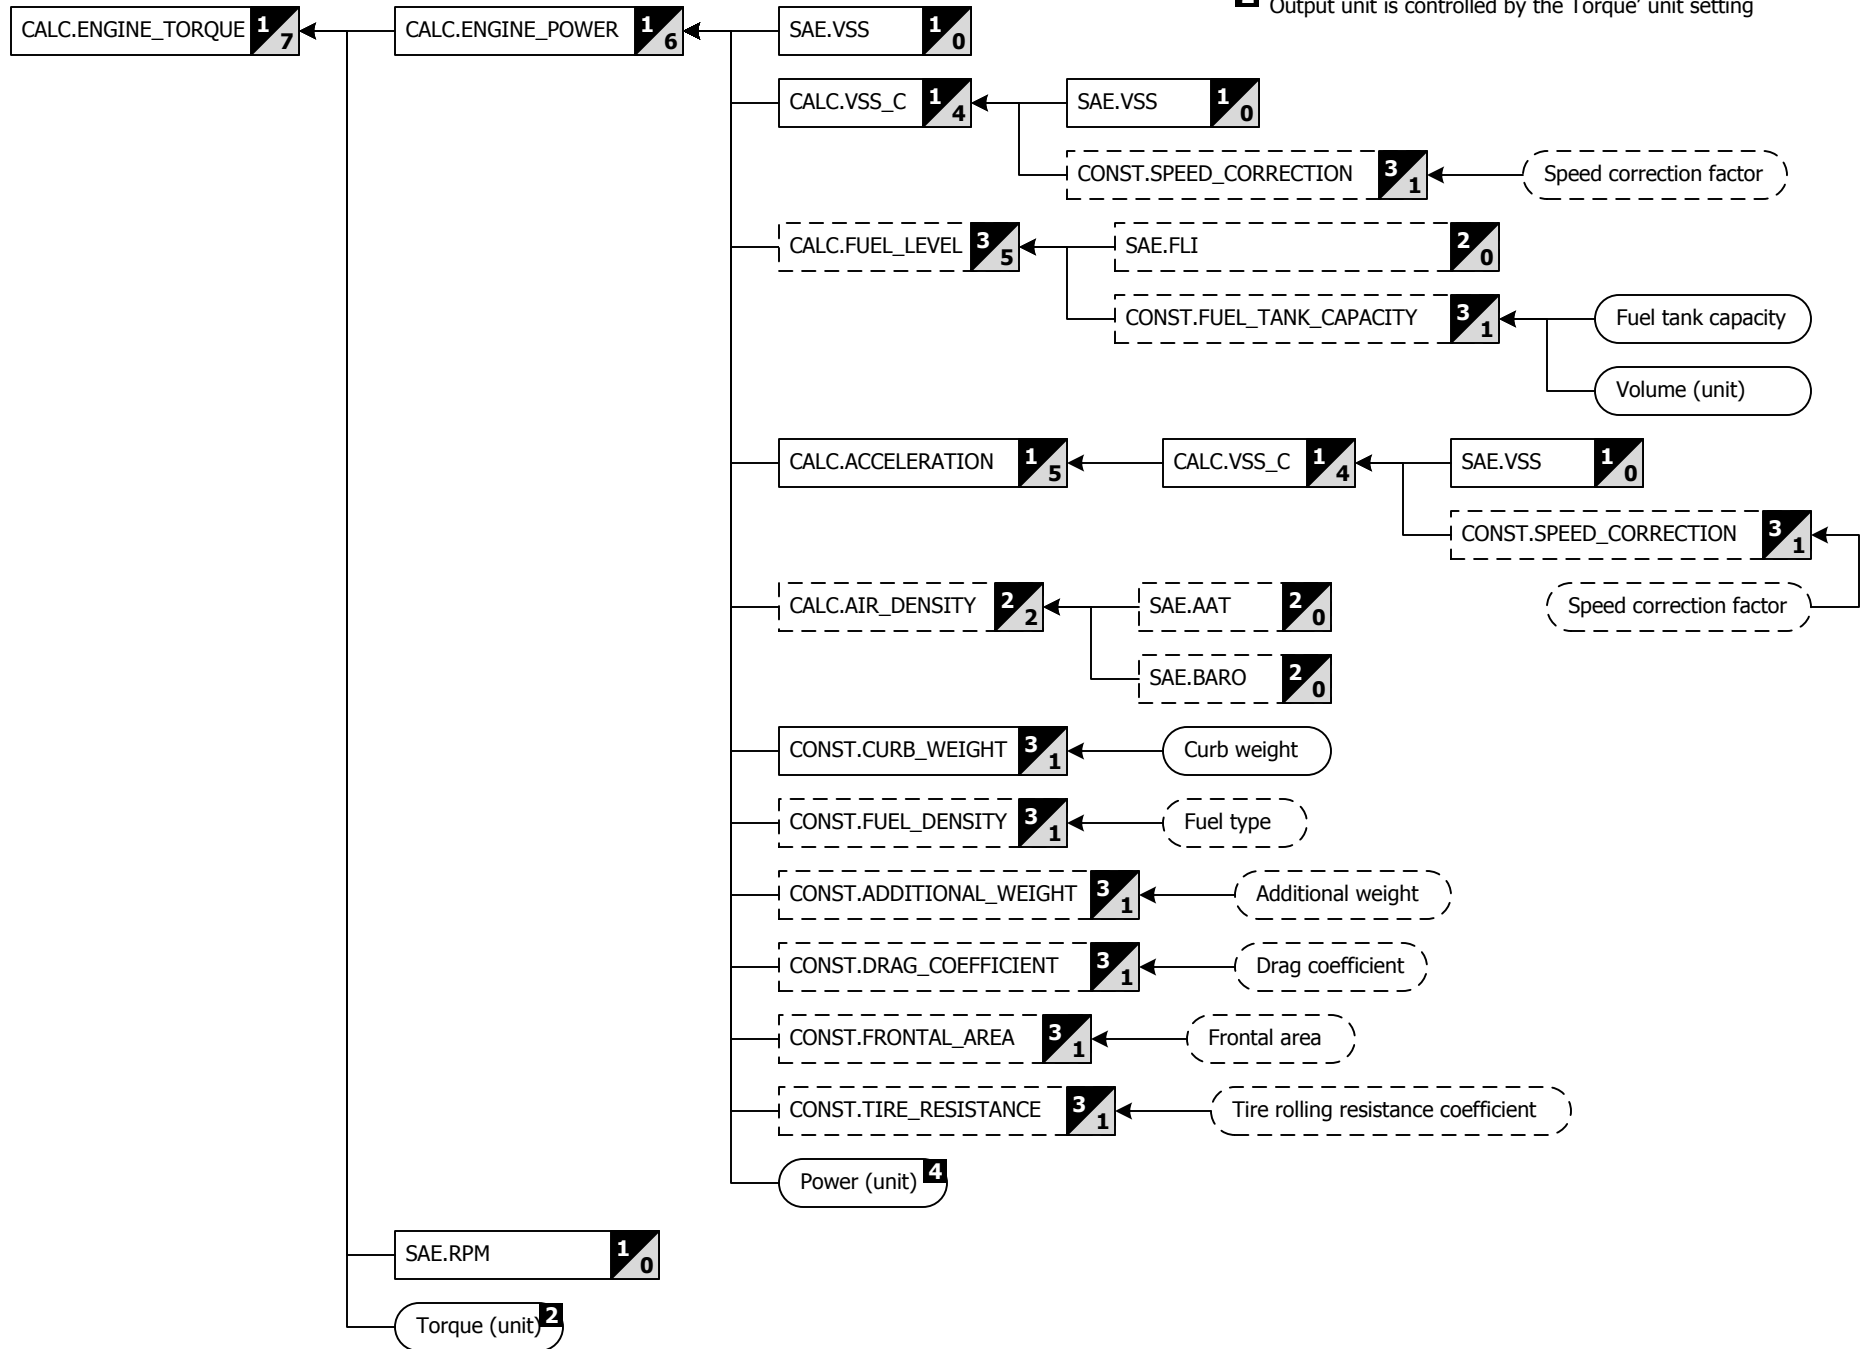 2 Output unit is controlled by the 'Torque' unit setting
CALC.ENGINE_TORQUE 1 7 CALC.ENGINE_POWER 1 6 SAE.VSS 1 0
CALC.VSS_C 1 4 SAE.VSS 1 0
CONST.SPEED_CORRECTION 3 1 Speed correction factor
CALC.FUEL_LEVEL 3 5 SAE.FLI 2 0
CONST.FUEL_TANK_CAPACITY 3 1 Fuel tank capacity
Volume (unit)
CALC.ACCELERATION 1 5 CALC.VSS_C 1 4 SAE.VSS 1 0
CONST.SPEED_CORRECTION 3 1
CALC.AIR_DENSITY 2 2 SAE.AAT 2 0 Speed correction factor
SAE.BARO 2 0
CONST.CURB_WEIGHT 3 1 Curb weight
CONST.FUEL_DENSITY 3 1 Fuel type
CONST.ADDITIONAL_WEIGHT 3 1 Additional weight
CONST.DRAG_COEFFICIENT 3 1 Drag coefficient
CONST.FRONTAL_AREA 3 1 Frontal area
CONST.TIRE_RESISTANCE 3 1 Tire rolling resistance coefficient
Power (unit) 4
SAE.RPM 1 0
Torque (unit) 2